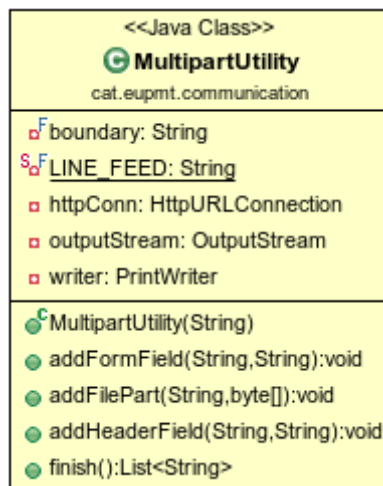 <<Java Class>>
C MultipartUtility
cat.eupmt.communication
F boundary: String
S F LINE_FEED: String
httpConn: HttpURLConnection
outputStream: OutputStream
writer: PrintWriter
C MultipartUtility(String)
addFormField(String,String):void
addFilePart(String,byte[]):void
addHeaderField(String,String):void
finish():List<String>